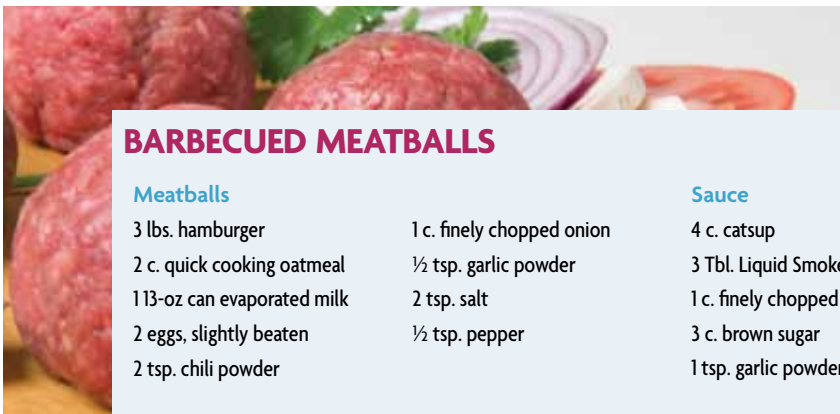 BARBECUED MEATBALLS
Meatballs
3 lbs. hamburger
2 c. quick cooking oatmeal
1 13-oz can evaporated milk
2 eggs, slightly beaten
2 tsp. chili powder
1 c. finely chopped onion
½ tsp. garlic powder
2 tsp. salt
½ tsp. pepper
Sauce
4 c. catsup
3 Tbl. Liquid Smoke
1 c. finely chopped
3 c. brown sugar
1 tsp. garlic powder